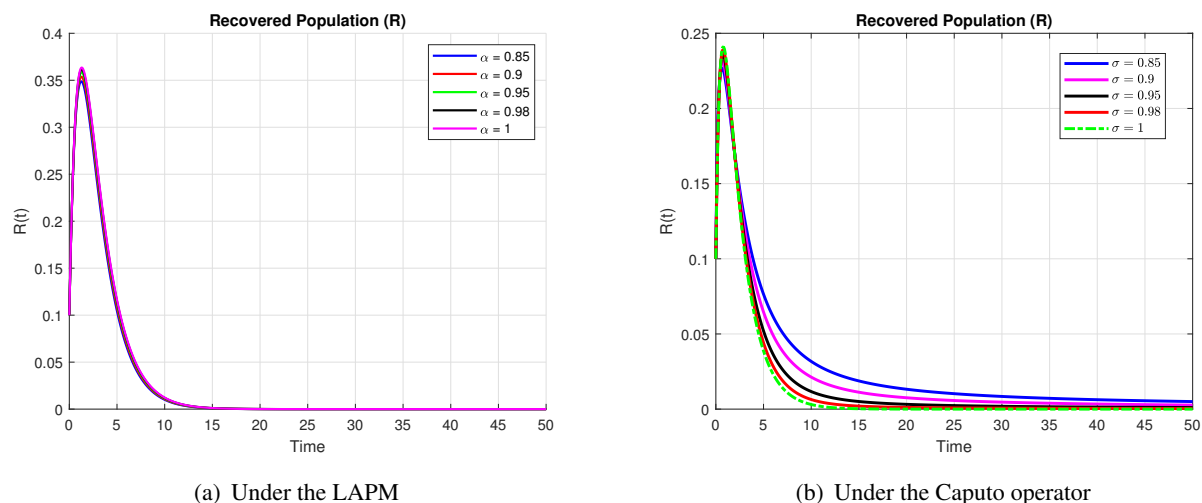 Recovered Population (R)
0.4
0.35
0.3
0.25
0.2
0.15
0.1
0.05
0
R(t)
0 5 10 15 20 25 30 35 40 45 50
Time
α = 0.85
α = 0.9
α = 0.95
α = 0.98
α = 1
(a) Under the LAPM
Recovered Population (R)
0.25
0.2
0.15
0.1
0.05
0
R(t)
0 5 10 15 20 25 30 35 40 45 50
Time
σ = 0.85
σ = 0.9
σ = 0.95
σ = 0.98
σ = 1
(b) Under the Caputo operator